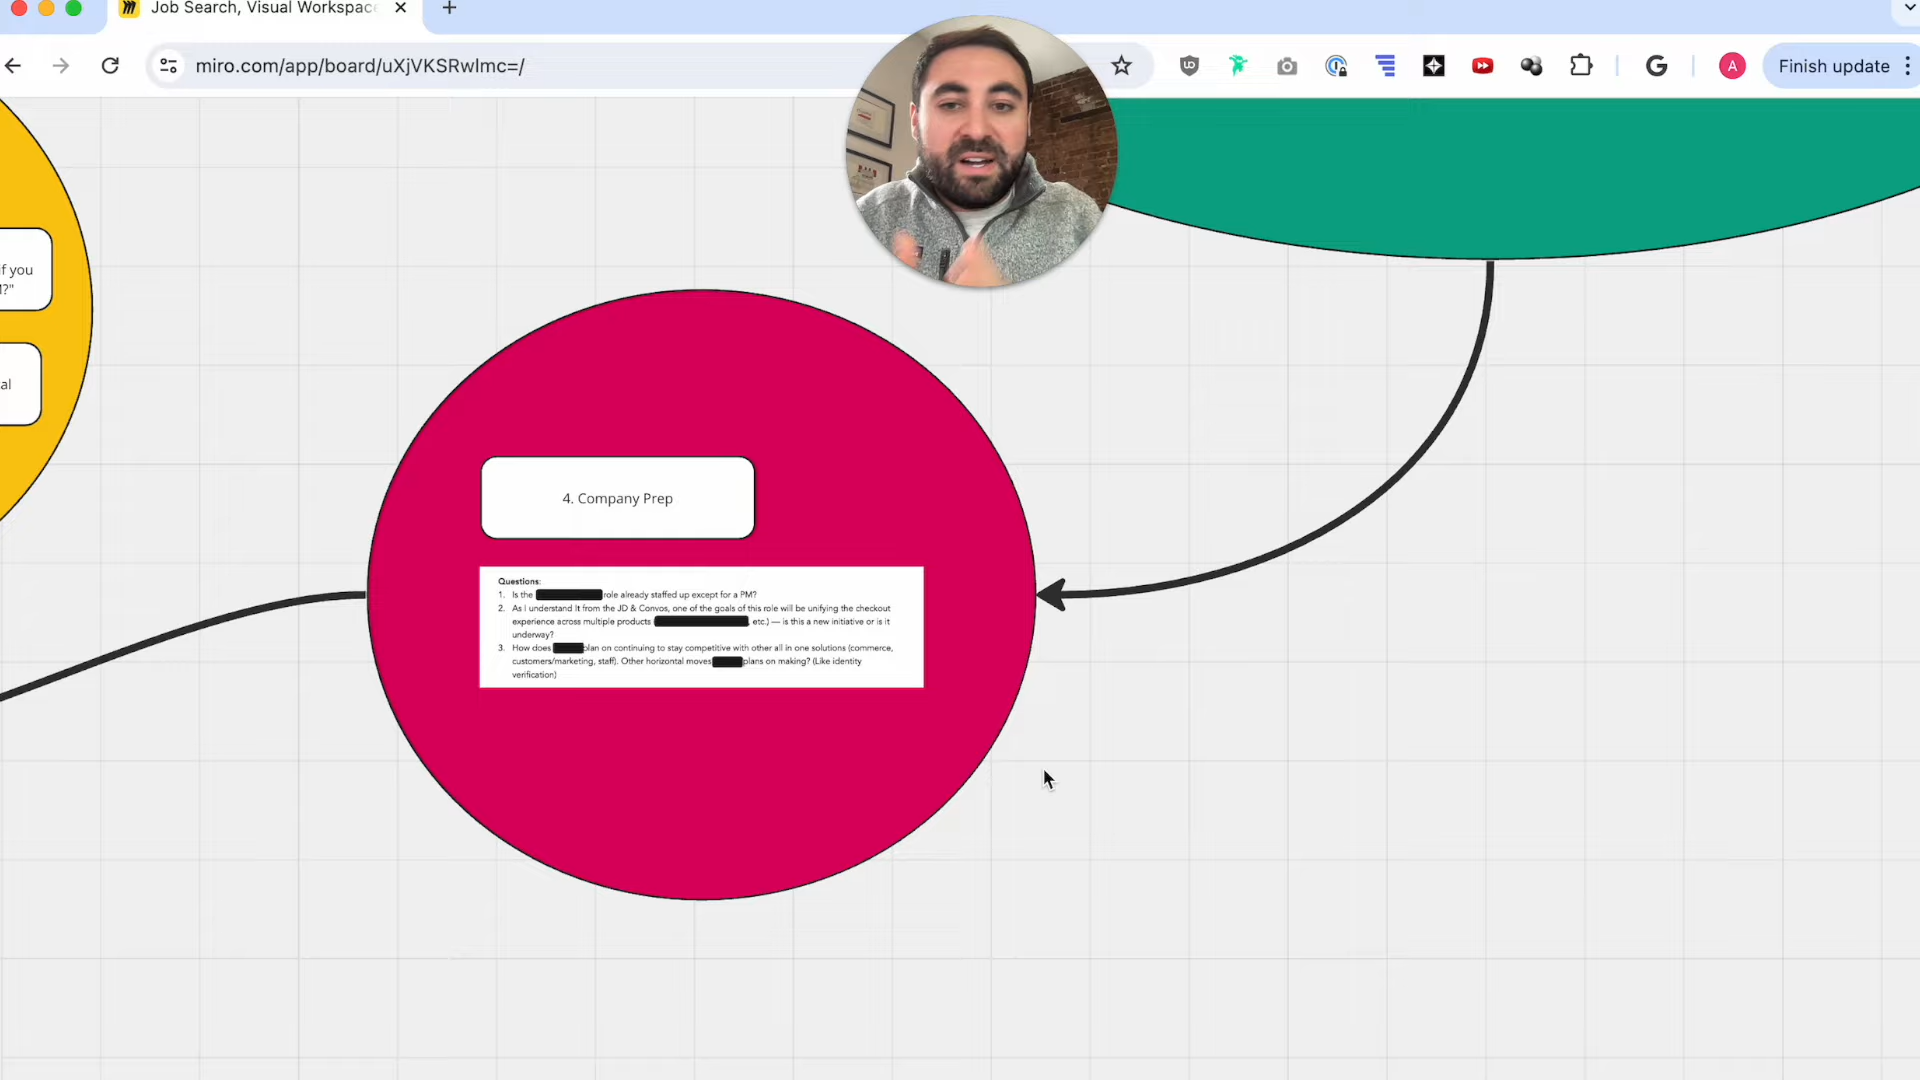 Job Search, Visual Workspace
miro.com/app/board/uXjVKSRwlmc=/
Finish update
A
if you
?"
al
4. Company Prep
Questions:
1. Is the role already staffed up except for a PM?
2. As I understand It from the JD & Convos, one of the goals of this role will be unifying the checkout
experience across multiple products , etc.) — is this a new initiative or is it
underway?
3. How does plan on continuing to stay competitive with other all in one solutions (commerce,
customers/marketing, staff). Other horizontal moves plans on making? (Like identity
verification)